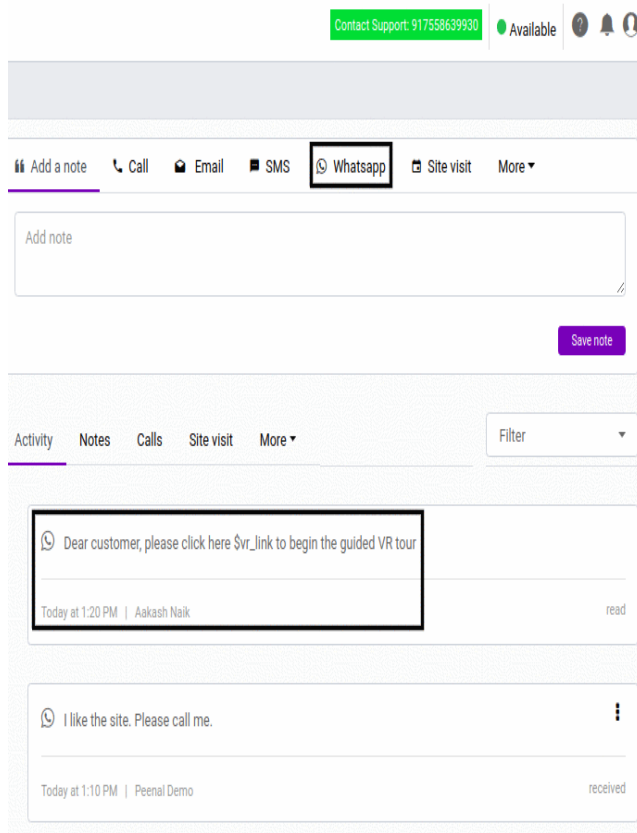 Contact Support: 917558639930 Available
Add a note Call Email SMS Whatsapp Site visit More
Add note
Save note
Activity Notes Calls Site visit More Filter
Dear customer, please click here $vr_link to begin the guided VR tour
Today at 1:20 PM | Aakash Naik read
I like the site. Please call me.
Today at 1:10 PM | Peenal Demo received